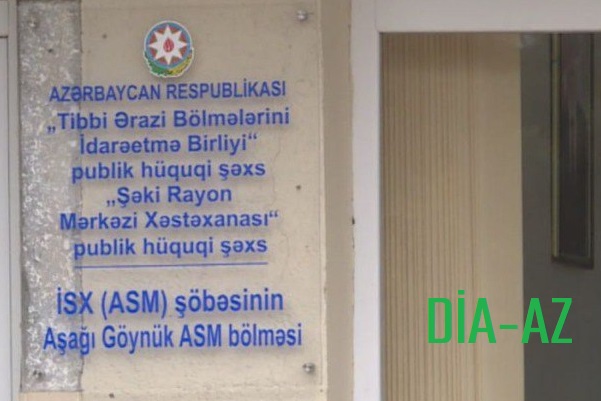 AZƏRBAYCAN RESPUBLİKASI
„Tibbi Ərazi Bölmələrini
İdarəetmə Birliyi“
publik hüquqi şəxs
„Şəki Rayon
Mərkəzi Xəstəxanası“
publik hüquqi şəxs
İSX (ASM) şöbəsinin
Aşağı Göynük ASM bölməsi
DİA-AZ